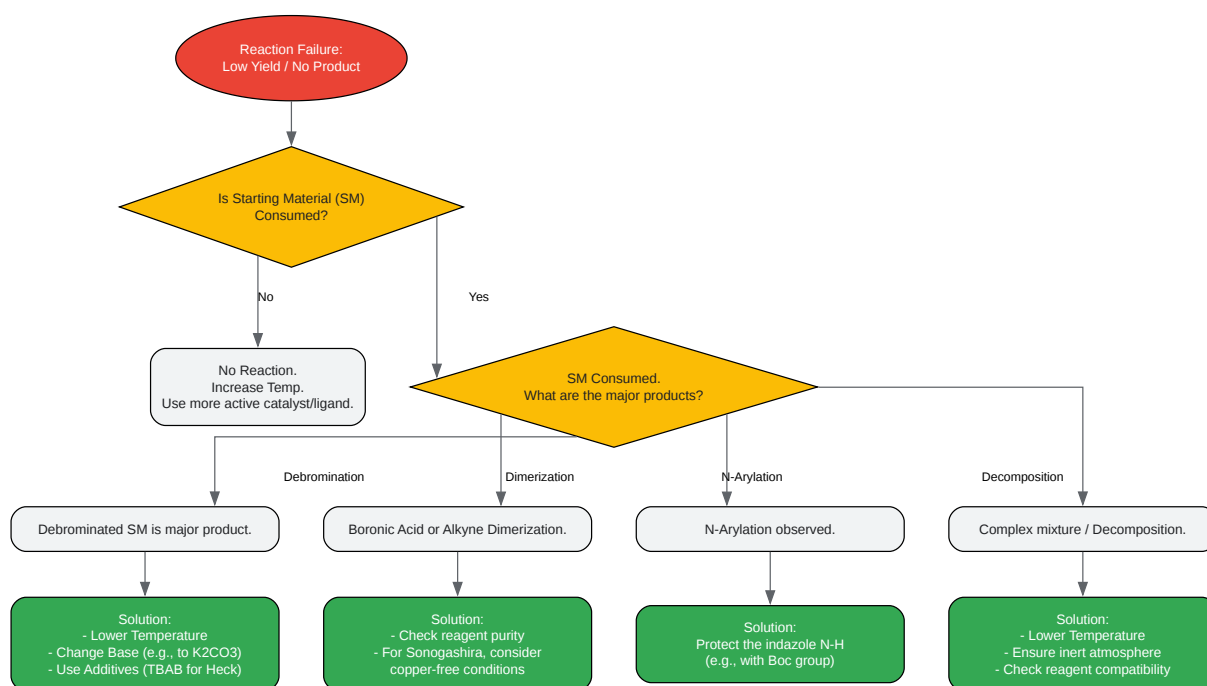 Reaction Failure:
Low Yield / No Product
Is Starting Material (SM)
Consumed?
No
Yes
No Reaction.
Increase Temp.
Use more active catalyst/ligand.
SM Consumed.
What are the major products?
Debromination
Dimerization
N-Arylation
Decomposition
Debrominated SM is major product.
Boronic Acid or Alkyne Dimerization.
N-Arylation observed.
Complex mixture / Decomposition.
Solution:
- Lower Temperature
- Change Base (e.g., to K2CO3)
- Use Additives (TBAB for Heck)
Solution:
- Check reagent purity
- For Sonogashira, consider
copper-free conditions
Solution:
Protect the indazole N-H
(e.g., with Boc group)
Solution:
- Lower Temperature
- Ensure inert atmosphere
- Check reagent compatibility